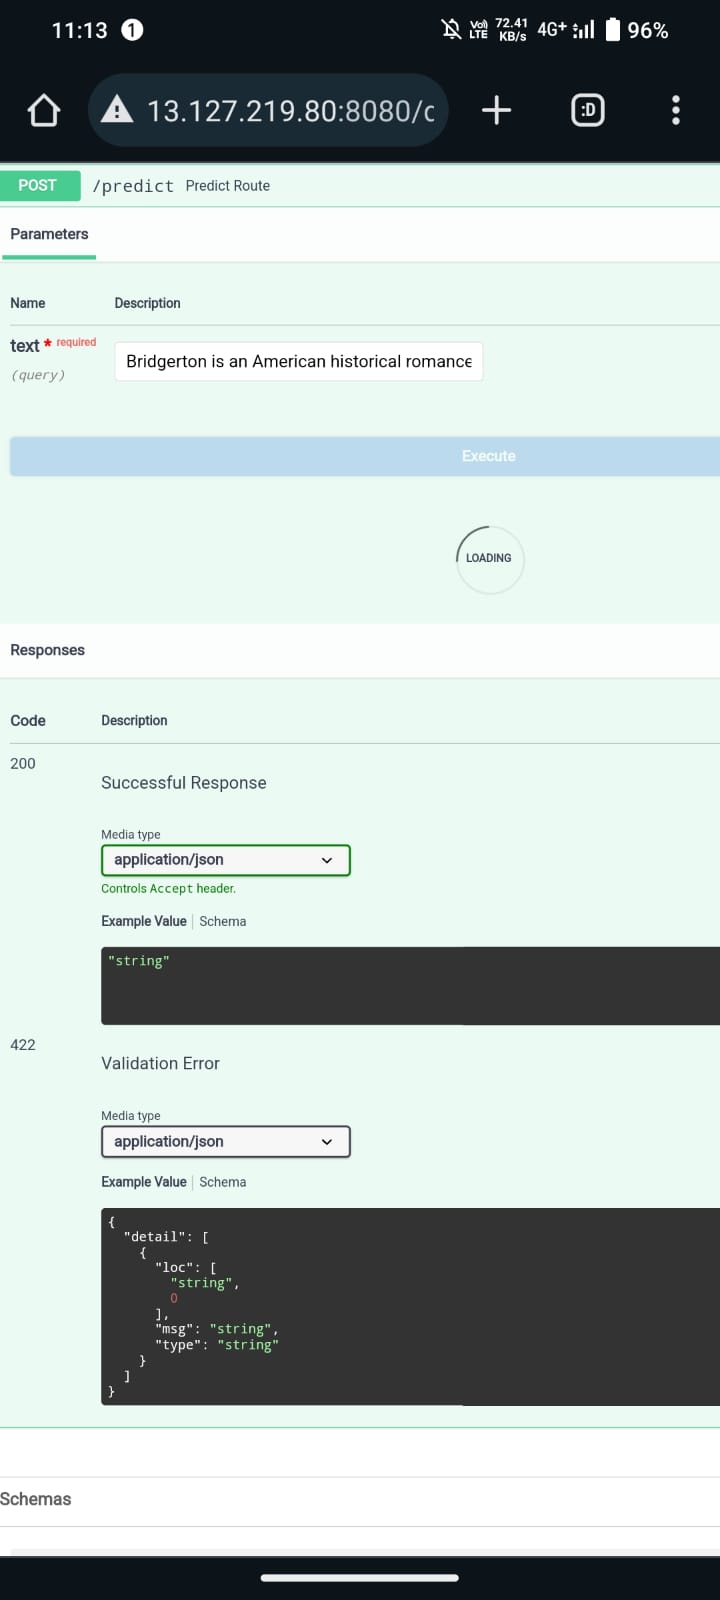 11:13 1 Vo) LTE 72.41 KB/s 4G+ 96%
13.127.219.80:8080/c :D
POST /predict Predict Route
Parameters
Name Description
text * required
(query)
Bridgerton is an American historical romance
Execute
LOADING
Responses
Code Description
200
Successful Response
Media type
application/json
Controls Accept header.
Example Value Schema
"string"
422
Validation Error
Media type
application/json
Example Value Schema
{
"detail": [
{
"loc": [
"string",
0
],
"msg": "string",
"type": "string"
}
]
}
Schemas